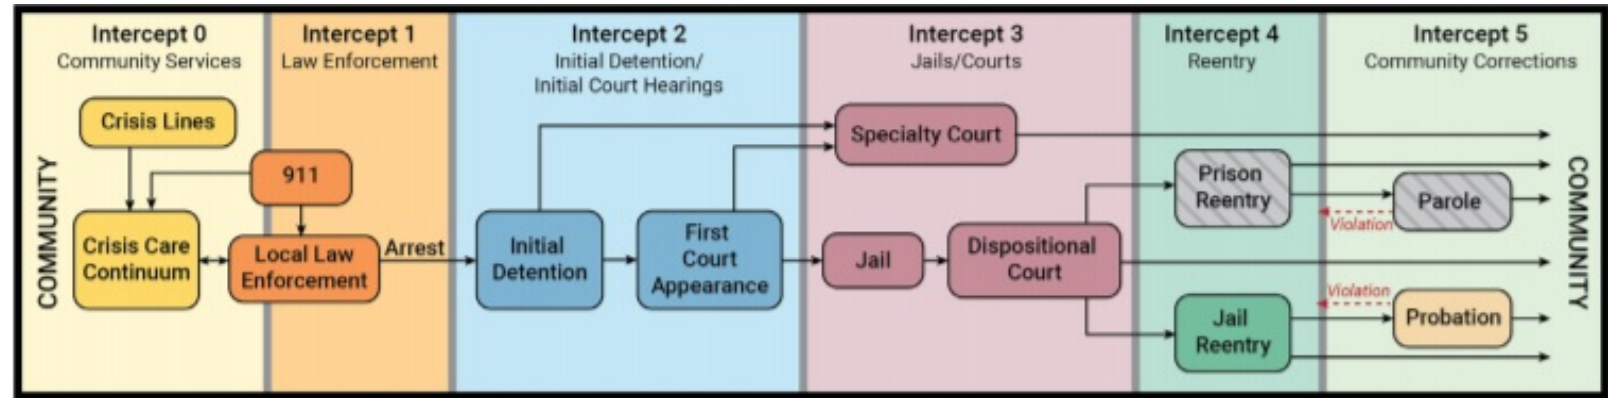 Intercept 0
Community Services
Intercept 1
Law Enforcement
Intercept 2
Initial Detention/
Initial Court Hearings
Intercept 3
Jails/Courts
Intercept 4
Reentry
Intercept 5
Community Corrections
COMMUNITY
Crisis Lines
911
Crisis Care
Continuum
Local Law
Enforcement
Arrest
Initial
Detention
First
Court
Appearance
Specialty Court
Jail
Dispositional
Court
Prison
Reentry
Parole
Violation
Jail
Reentry
Violation
Probation
COMMUNITY